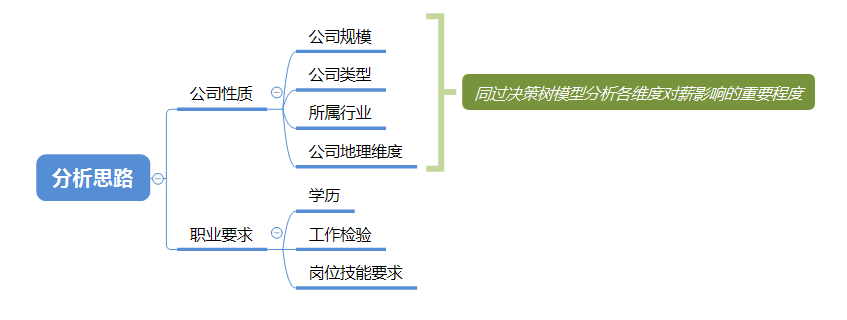 公司规模
公司类型
公司性质
同过决策树模型分析各维度对薪影响的重要程度
所属行业
公司地理维度
分析思路
学历
职业要求
工作检验
岗位技能要求